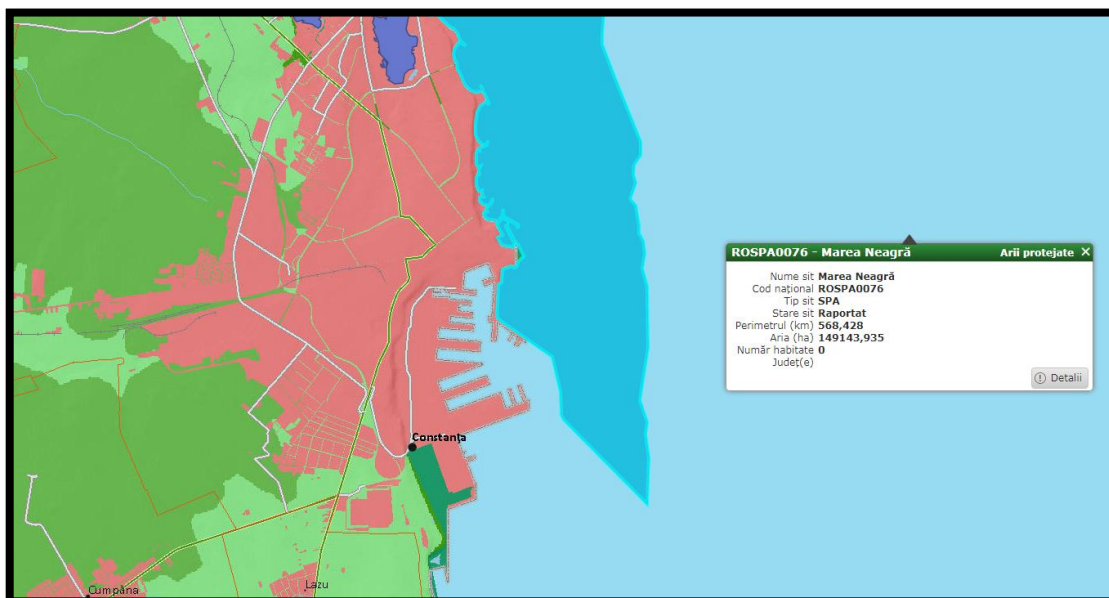 ROSPA0076 - Marea Neagră Arii protejate ✕
Nume sit Marea Neagră
Cod național ROSPA0076
Tip sit SPA
Stare sit Raportat
Perimetrul (km) 568,428
Aria (ha) 149143,935
Număr habitate 0
Județ(e)
Detalii
Constanța
Cumpăna
Lazu